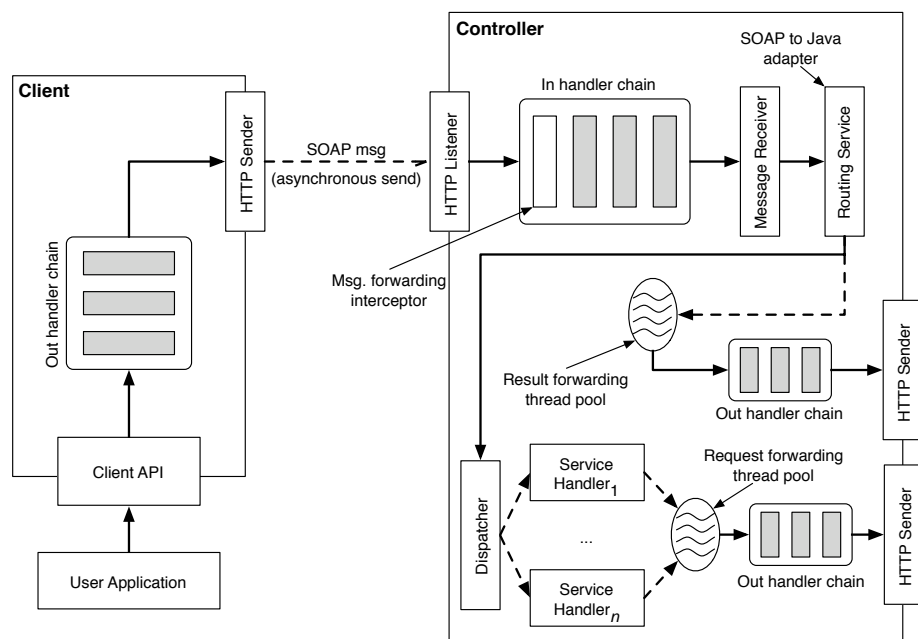 Controller
SOAP to Java
adapter
Client
In handler chain
HTTP Sender
SOAP msg
(asynchronous send)
HTTP Listener
Message Receiver
Routing Service
Out handler chain
Msg. forwarding
interceptor
Result forwarding
thread pool
Out handler chain
HTTP Sender
Client API
User Application
Dispatcher
Service
Handler1
...
Service
Handlern
Request forwarding
thread pool
Out handler chain
HTTP Sender